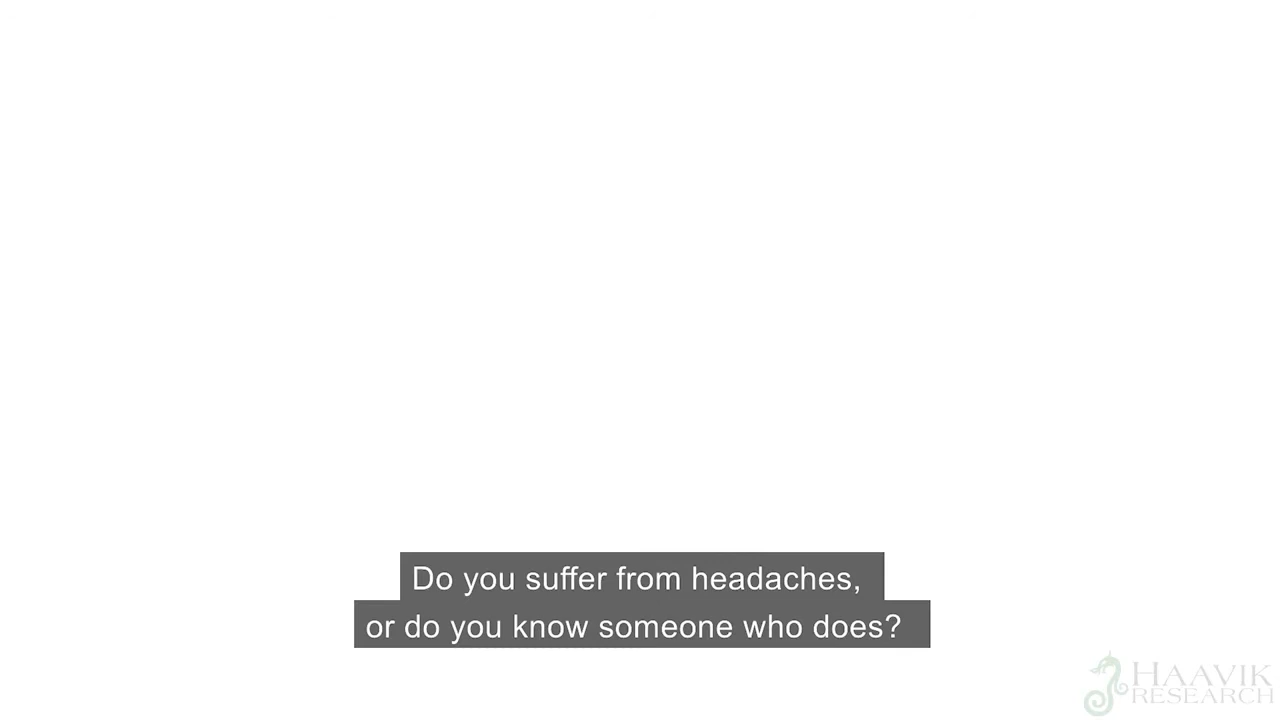 Do you suffer from headaches,
or do you know someone who does?
HAAVIK
RESEARCH